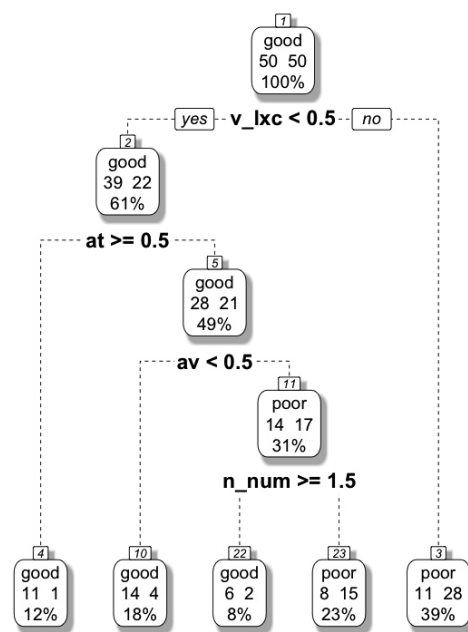 1
good
50 50
100%
yes v_lxc < 0.5 no
2
good
39 22
61%
at >= 0.5
5
good
28 21
49%
av < 0.5
11
poor
14 17
31%
n_num >= 1.5
4
good
11 1
12%
10
good
14 4
18%
22
good
6 2
8%
23
poor
8 15
23%
3
poor
11 28
39%